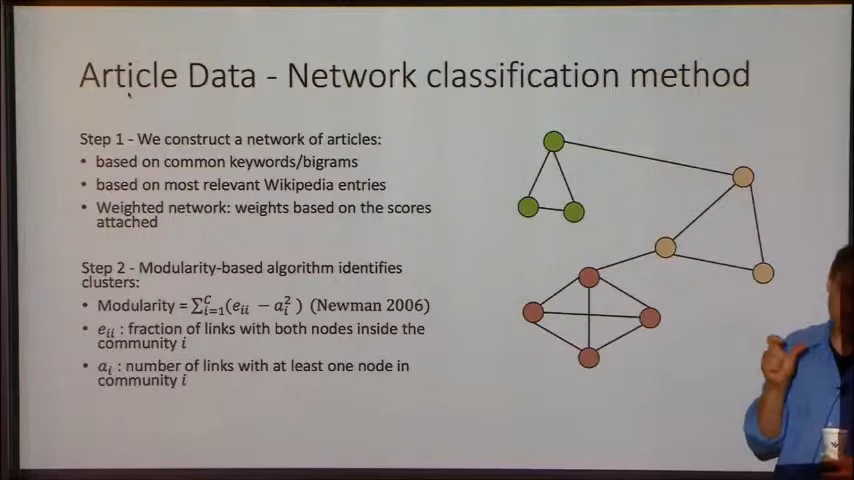 Article Data - Network classification method
Step 1 - We construct a network of articles:
• based on common keywords/bigrams
• based on most relevant Wikipedia entries
• Weighted network: weights based on the scores
attached
Step 2 - Modularity-based algorithm identifies
clusters:
• Modularity = ∑ᵢ₌₁ᶜ(eᵢᵢ − aᵢ²) (Newman 2006)
• eᵢᵢ : fraction of links with both nodes inside the
community i
• aᵢ : number of links with at least one node in
community i